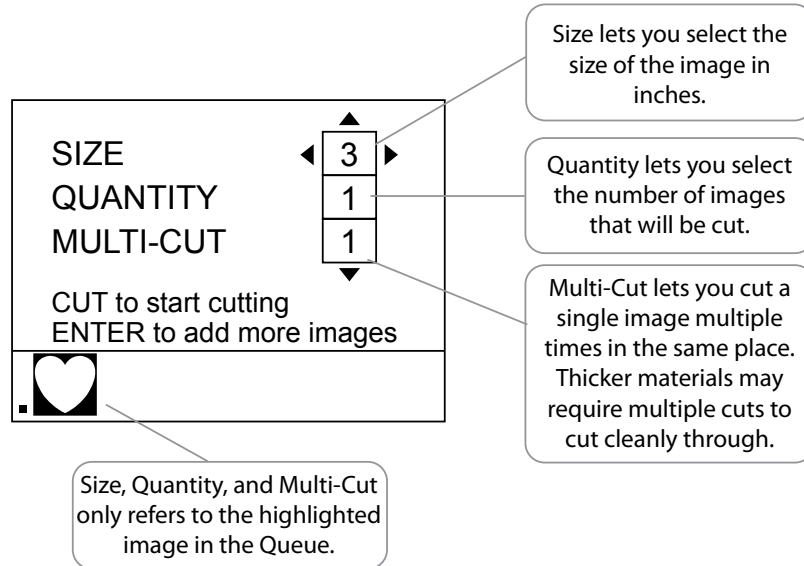 Size lets you select the
size of the image in
inches.
SIZE 3
QUANTITY 1
MULTI-CUT 1
CUT to start cutting
ENTER to add more images
Quantity lets you select
the number of images
that will be cut.
Multi-Cut lets you cut a
single image multiple
times in the same place.
Thicker materials may
require multiple cuts to
cut cleanly through.
Size, Quantity, and Multi-Cut
only refers to the highlighted
image in the Queue.